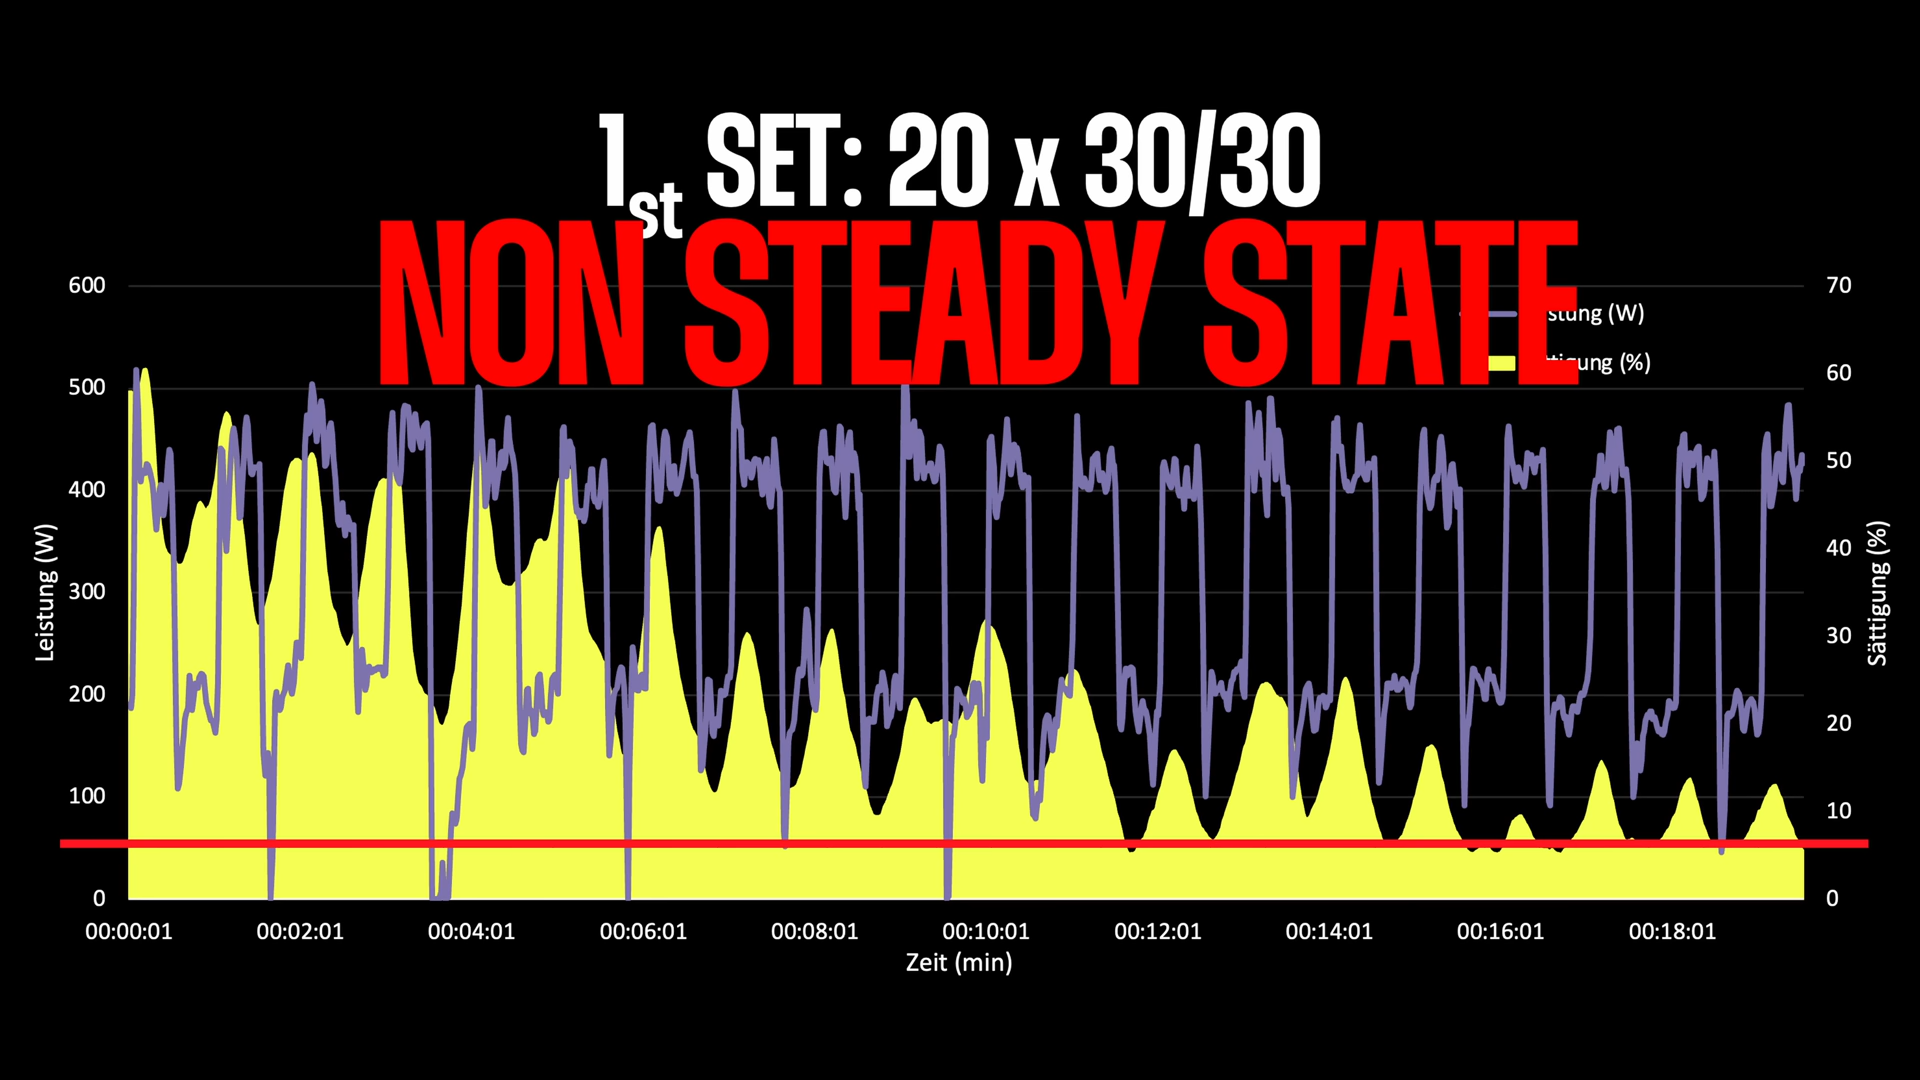 1st SET: 20 x 30/30
NON STEADY STATE
600
500
400
300
200
100
0
Leistung (W)
70
60
50
40
30
20
10
0
Sättigung (%)
stung (W)
tigung (%)
00:00:01 00:02:01 00:04:01 00:06:01 00:08:01 00:10:01 00:12:01 00:14:01 00:16:01 00:18:01
Zeit (min)